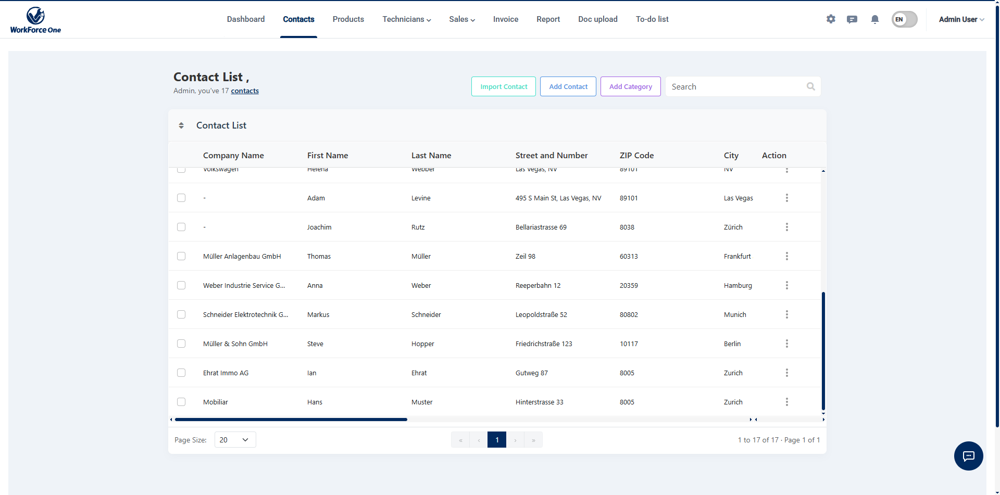 WorkForce One
Dashboard Contacts Products Technicians Sales Invoice Report Doc upload To-do list EN Admin User
Contact List ,
Admin, you've 17 contacts
Import Contact Add Contact Add Category Search
Contact List
Company Name First Name Last Name Street and Number ZIP Code City Action
Volkswagen Helena Webber Las Vegas, NV 89101 NV
- Adam Levine 495 S Main St, Las Vegas, NV 89101 Las Vegas
- Joachim Rutz Bellariastrasse 69 8038 Zürich
Müller Anlagenbau GmbH Thomas Müller Zeil 98 60313 Frankfurt
Weber Industrie Service G... Anna Weber Reeperbahn 12 20359 Hamburg
Schneider Elektrotechnik G... Markus Schneider Leopoldstraße 52 80802 Munich
Müller & Sohn GmbH Steve Hopper Friedrichstraße 123 10117 Berlin
Ehrat Immo AG Ian Ehrat Gutweg 87 8005 Zurich
Mobiliar Hans Muster Hinterstrasse 33 8005 Zurich
Page Size: 20 « ‹ 1 › » 1 to 17 of 17 · Page 1 of 1